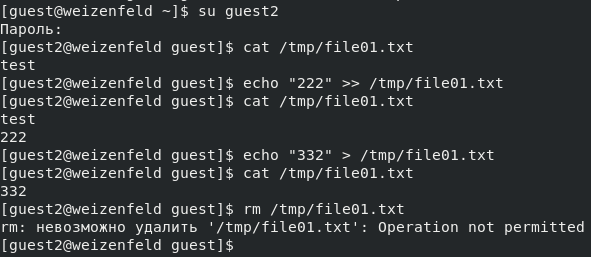 [guest@weizenfeld ~]$ su guest2
Пароль:
[guest2@weizenfeld guest]$ cat /tmp/file01.txt
test
[guest2@weizenfeld guest]$ echo "222" >> /tmp/file01.txt
[guest2@weizenfeld guest]$ cat /tmp/file01.txt
test
222
[guest2@weizenfeld guest]$ echo "332" > /tmp/file01.txt
[guest2@weizenfeld guest]$ cat /tmp/file01.txt
332
[guest2@weizenfeld guest]$ rm /tmp/file01.txt
rm: невозможно удалить '/tmp/file01.txt': Operation not permitted
[guest2@weizenfeld guest]$